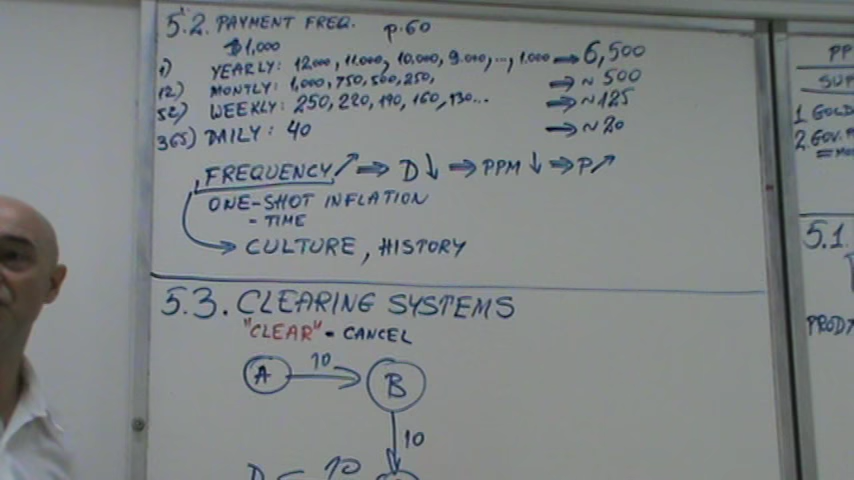 5.2. PAYMENT FREQ. p.60
$1,000
1) YEARLY: 12.000, 11.000, 10,000, 9.000, ..., 1.000 → 6,500
12) MONTLY: 1,000, 750, 500, 250, → ~ 500
52) WEEKLY: 250, 220, 190, 160, 130... → ~ 125
365) DAILY: 40 → ~ 20
FREQUENCY ↗ ⇒ D ↓ ⇒ PPM ↓ ⇒ P ↗
ONE-SHOT INFLATION
- TIME
CULTURE, HISTORY
5.3. CLEARING SYSTEMS
"CLEAR" - CANCEL
A 10 B
10
D 10
PP
SUP
1. GOLD
2. GOV. P
5.1.
PROD